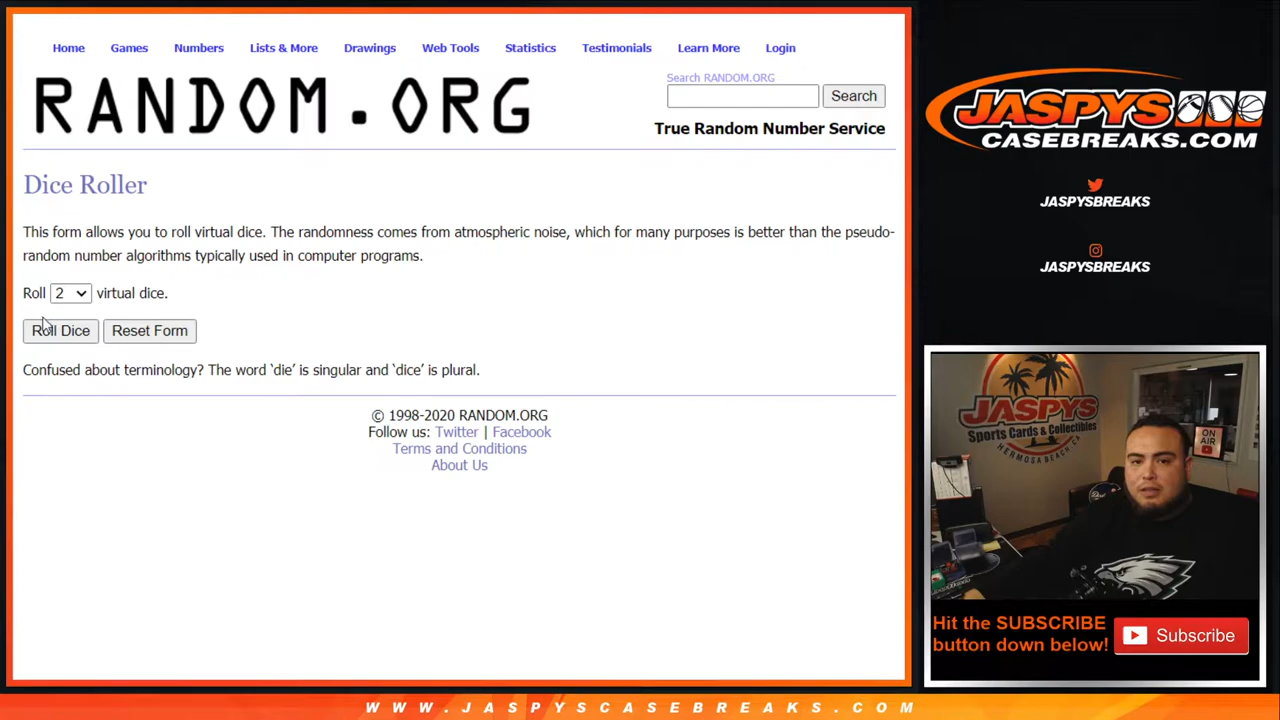 Home Games Numbers Lists & More Drawings Web Tools Statistics Testimonials Learn More Login
RANDOM.ORG
Search RANDOM.ORG
Search
True Random Number Service
Dice Roller
This form allows you to roll virtual dice. The randomness comes from atmospheric noise, which for many purposes is better than the pseudo-
random number algorithms typically used in computer programs.
Roll 2 virtual dice.
Roll Dice Reset Form
Confused about terminology? The word ‘die’ is singular and ‘dice’ is plural.
© 1998-2020 RANDOM.ORG
Follow us: Twitter | Facebook
Terms and Conditions
About Us
JASPYS
CASEBREAKS.COM
JASPYSBREAKS
JASPYSBREAKS
JASPYS
Sports Cards & Collectibles
HERMOSA BEACH, CA
ON
AIR
Hit the SUBSCRIBE
button down below!
Subscribe
WWW.JASPYSCASEBREAKS.COM